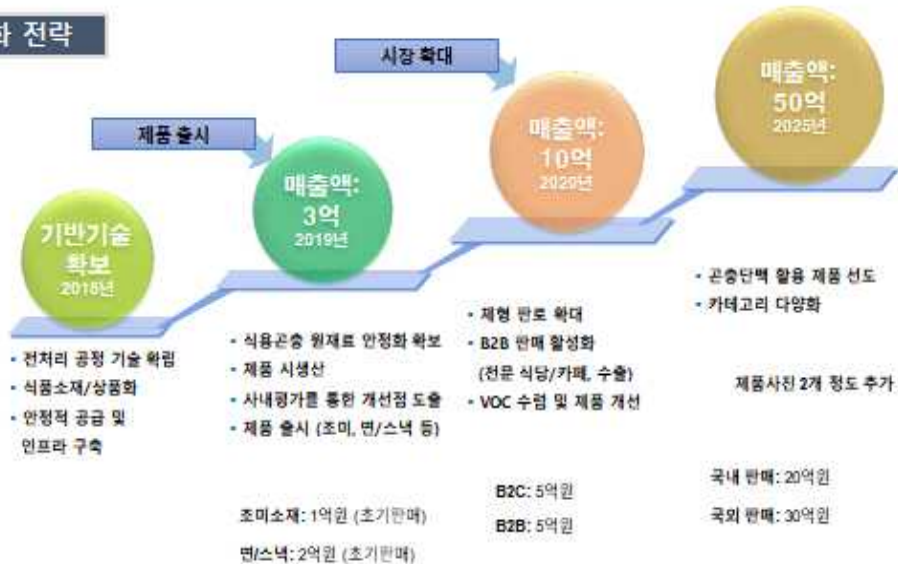 화 전략
시장 확대
제품 출시
매출액:
50억
2025년
매출액:
10억
2020년
매출액:
3억
2019년
기반기술
확보
2018년
• 전처리 공정 기술 확립
• 식품소재/상품화
• 안정적 공급 및
인프라 구축
• 식용곤충 원재료 안정화 확보
• 제품 시생산
• 사내평가를 통한 개선점 도출
• 제품 출시 (조미, 면/스낵 등)
조미소재: 1억원 (초기판매)
면/스낵: 2억원 (초기판매)
• 제형 판로 확대
• B2B 판매 활성화
(전문 식당/카페, 수출)
• VOC 수렴 및 제품 개선
B2C: 5억원
B2B: 5억원
• 곤충단백 활용 제품 선도
• 카테고리 다양화
제품사진 2개 정도 추가
국내 판매: 20억원
국외 판매: 30억원